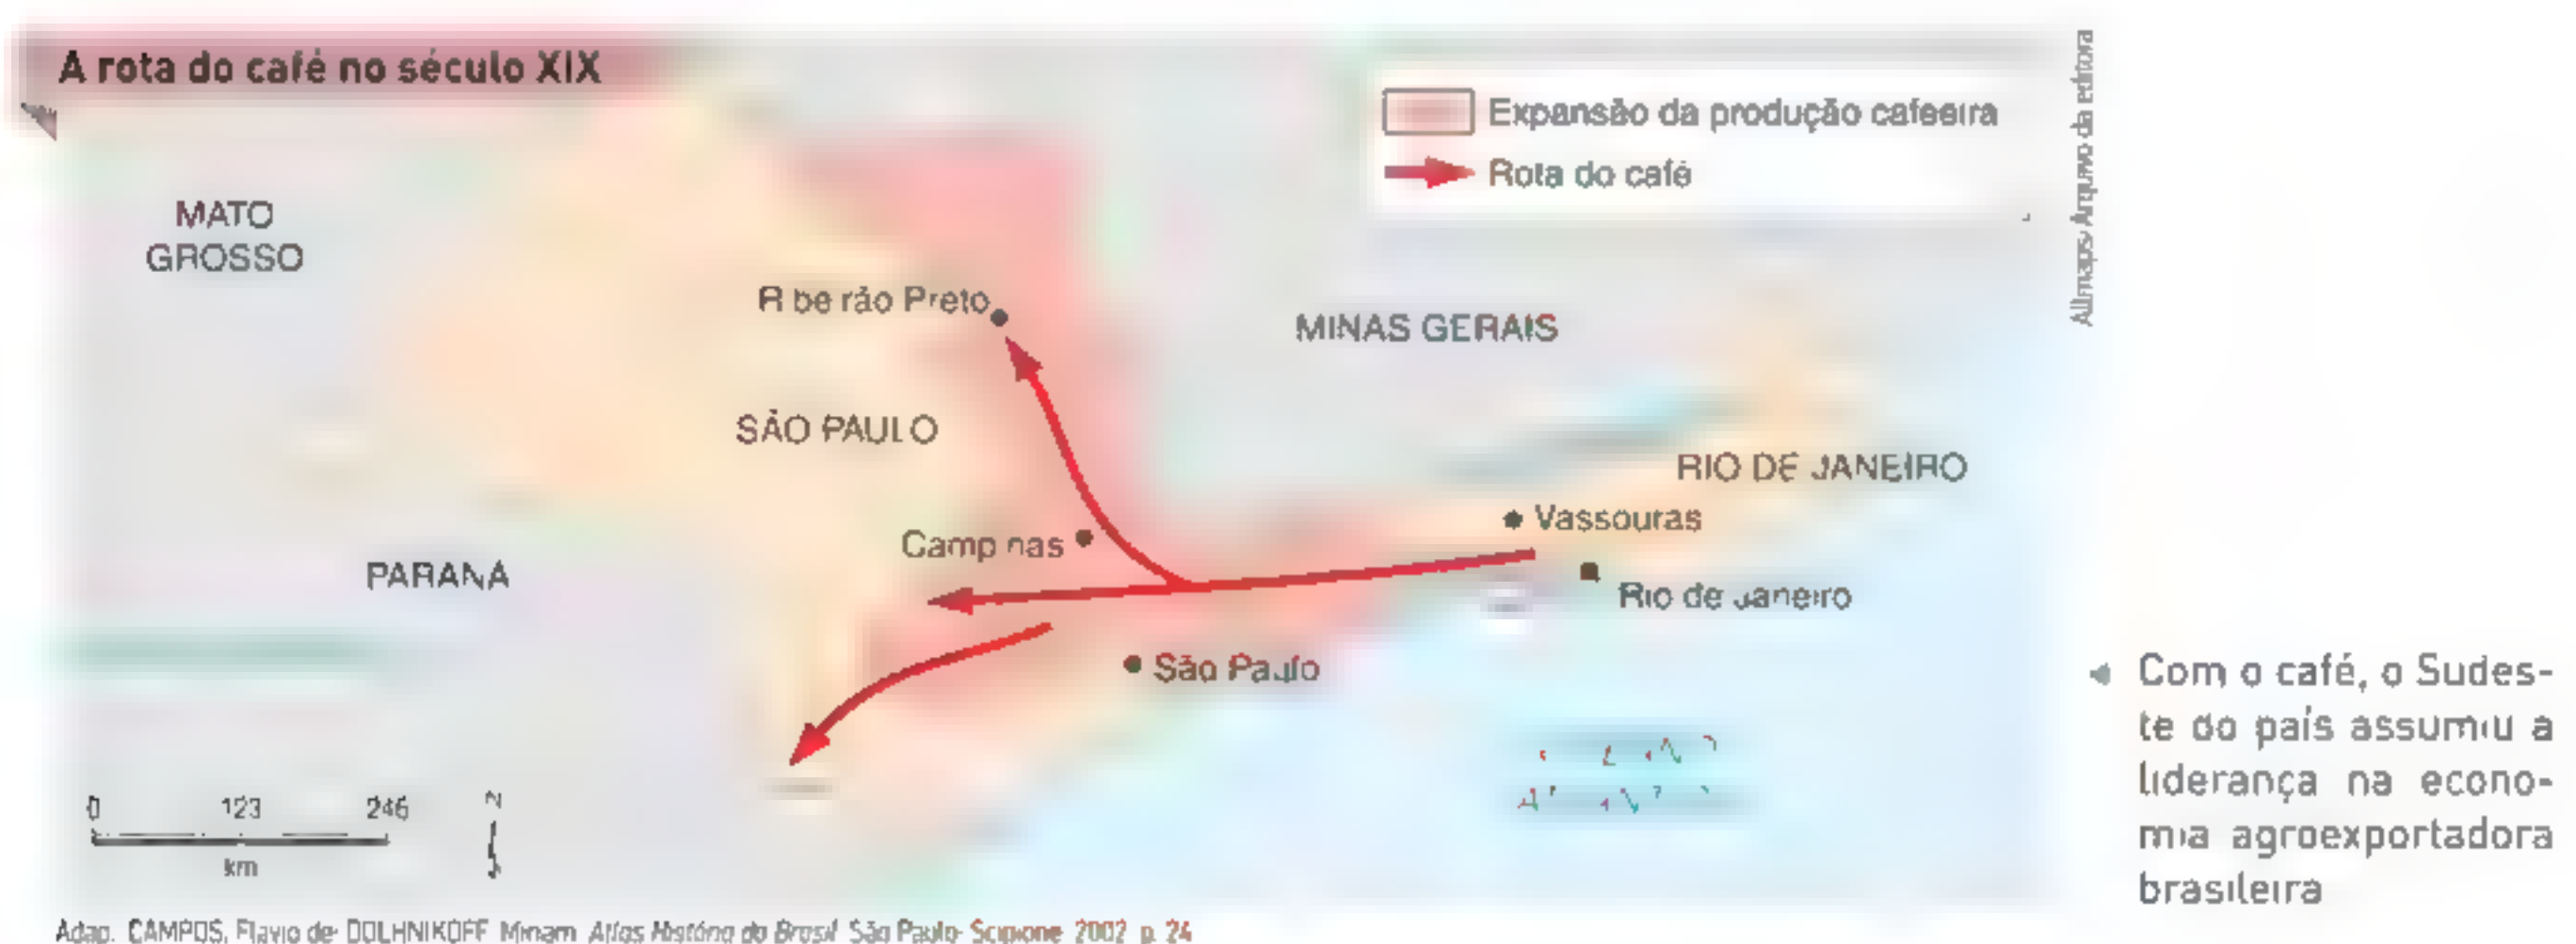 A rota do café no século XIX
Expansão da produção cafeeira
Rota do café
Allmaps/Arquivo da editora
MATO
GROSSO
Ribeirão Preto
MINAS GERAIS
SÃO PAULO
RIO DE JANEIRO
Vassouras
Campinas
PARANÁ
Rio de Janeiro
São Paulo
0 123 246
km
N
Com o café, o Sudes-
te do país assumiu a
liderança na econo-
mia agroexportadora
brasileira
Adap. CAMPOS, Flavio de; DOLHNIKOFF, Miriam. Atlas História do Brasil. São Paulo: Scipione, 2002. p. 24